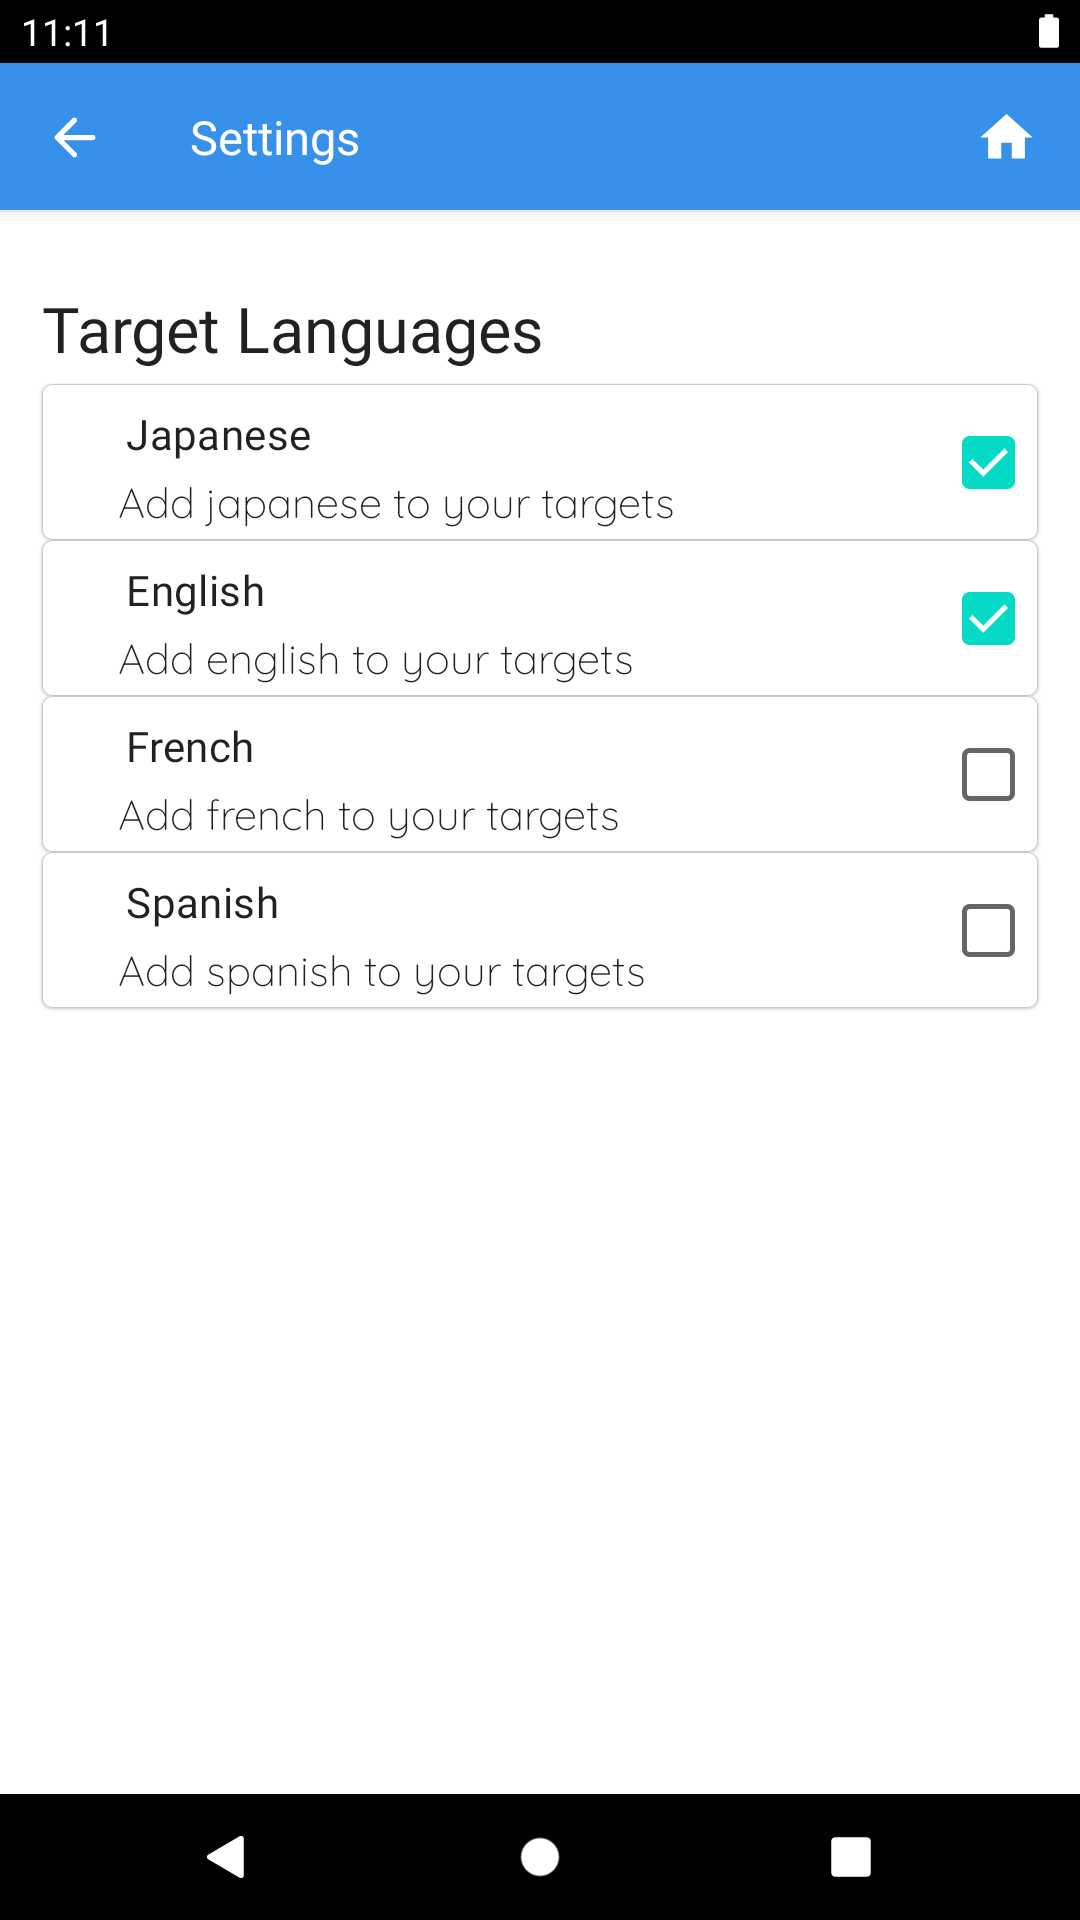 11:11
Settings
Target Languages
Japanese
Add japanese to your targets
English
Add english to your targets
French
Add french to your targets
Spanish
Add spanish to your targets